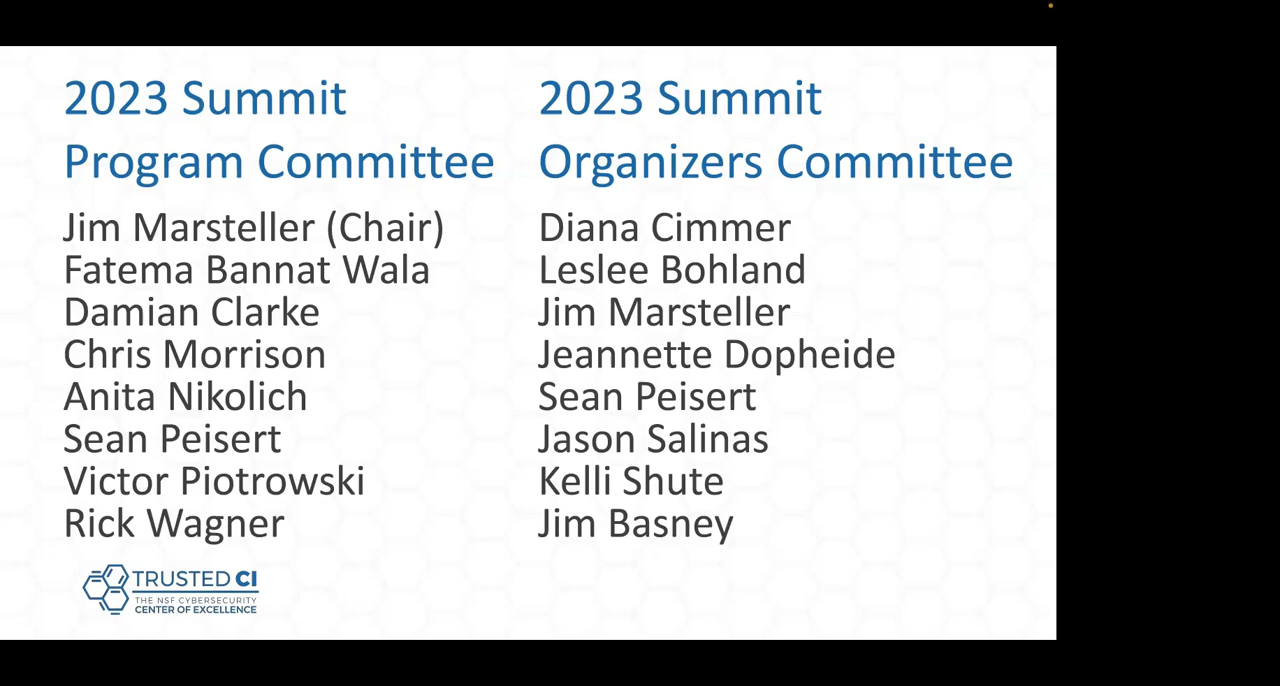 2023 Summit
Program Committee
Jim Marsteller (Chair)
Fatema Bannat Wala
Damian Clarke
Chris Morrison
Anita Nikolich
Sean Peisert
Victor Piotrowski
Rick Wagner
2023 Summit
Organizers Committee
Diana Cimmer
Leslee Bohland
Jim Marsteller
Jeannette Dopheide
Sean Peisert
Jason Salinas
Kelli Shute
Jim Basney
TRUSTED CI
THE NSF CYBERSECURITY
CENTER OF EXCELLENCE